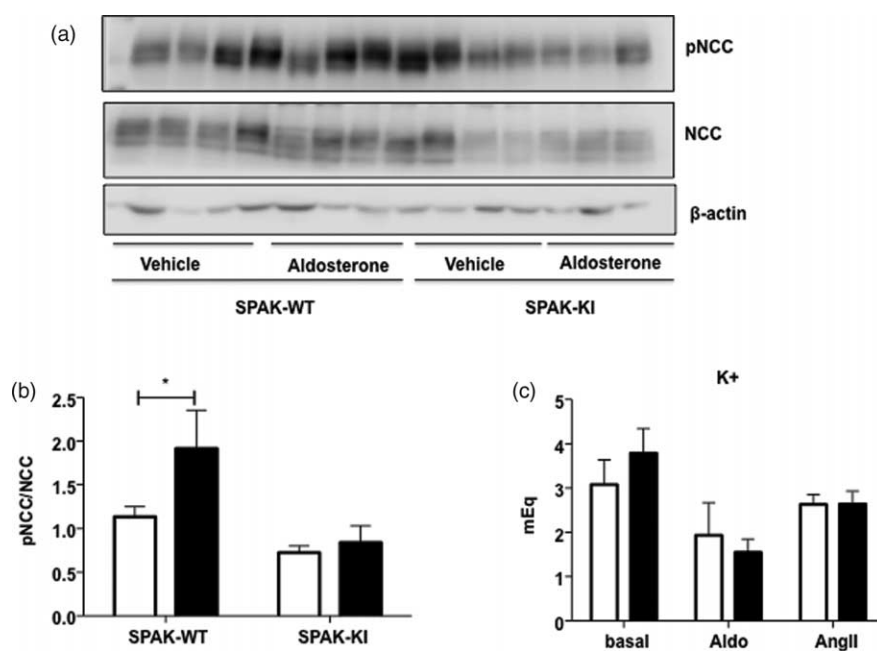 (a)
pNCC
NCC
β-actin
Vehicle Aldosterone Vehicle Aldosterone
SPAK-WT SPAK-KI
(b)
*
2.5
2.0
1.5
1.0
0.5
0.0
pNCC/NCC
SPAK-WT SPAK-KI
(c)
K+
5
4
3
2
1
0
mEq
basal Aldo AngII